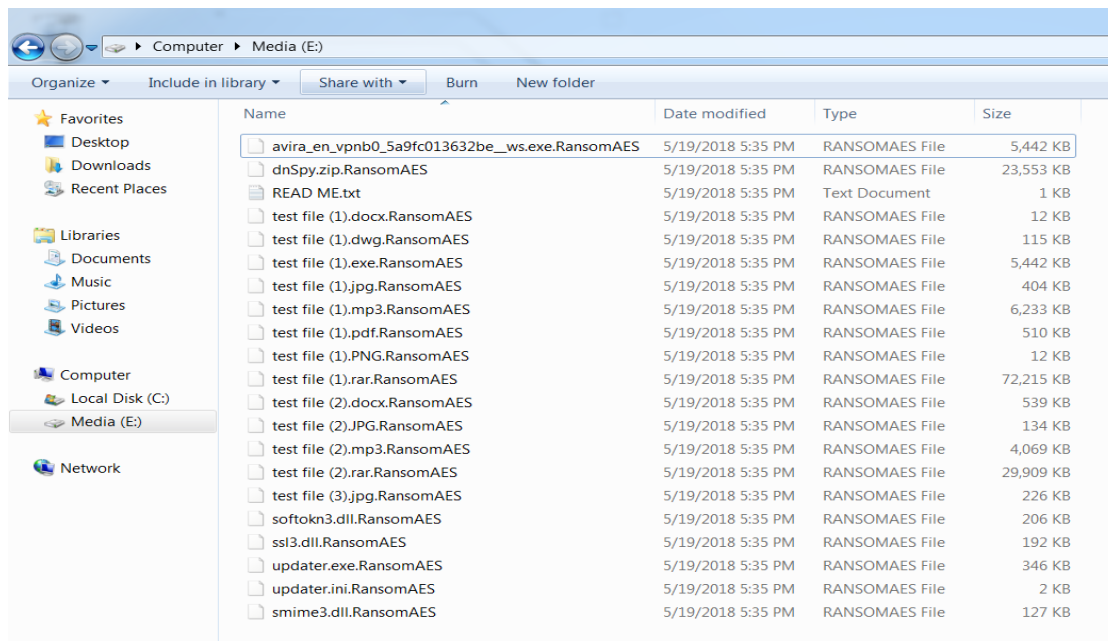 Computer Media (E:)
Organize Include in library Share with Burn New folder
Favorites
Desktop
Downloads
Recent Places
Libraries
Documents
Music
Pictures
Videos
Computer
Local Disk (C:)
Media (E:)
Network
Name Date modified Type Size
avira_en_vpnb0_5a9fc013632be__ws.exe.RansomAES 5/19/2018 5:35 PM RANSOMAES File 5,442 KB
dnSpy.zip.RansomAES 5/19/2018 5:35 PM RANSOMAES File 23,553 KB
READ ME.txt 5/19/2018 5:35 PM Text Document 1 KB
test file (1).docx.RansomAES 5/19/2018 5:35 PM RANSOMAES File 12 KB
test file (1).dwg.RansomAES 5/19/2018 5:35 PM RANSOMAES File 115 KB
test file (1).exe.RansomAES 5/19/2018 5:35 PM RANSOMAES File 5,442 KB
test file (1).jpg.RansomAES 5/19/2018 5:35 PM RANSOMAES File 404 KB
test file (1).mp3.RansomAES 5/19/2018 5:35 PM RANSOMAES File 6,233 KB
test file (1).pdf.RansomAES 5/19/2018 5:35 PM RANSOMAES File 510 KB
test file (1).PNG.RansomAES 5/19/2018 5:35 PM RANSOMAES File 12 KB
test file (1).rar.RansomAES 5/19/2018 5:35 PM RANSOMAES File 72,215 KB
test file (2).docx.RansomAES 5/19/2018 5:35 PM RANSOMAES File 539 KB
test file (2).JPG.RansomAES 5/19/2018 5:35 PM RANSOMAES File 134 KB
test file (2).mp3.RansomAES 5/19/2018 5:35 PM RANSOMAES File 4,069 KB
test file (2).rar.RansomAES 5/19/2018 5:35 PM RANSOMAES File 29,909 KB
test file (3).jpg.RansomAES 5/19/2018 5:35 PM RANSOMAES File 226 KB
softokn3.dll.RansomAES 5/19/2018 5:35 PM RANSOMAES File 206 KB
ssl3.dll.RansomAES 5/19/2018 5:35 PM RANSOMAES File 192 KB
updater.exe.RansomAES 5/19/2018 5:35 PM RANSOMAES File 346 KB
updater.ini.RansomAES 5/19/2018 5:35 PM RANSOMAES File 2 KB
smime3.dll.RansomAES 5/19/2018 5:35 PM RANSOMAES File 127 KB